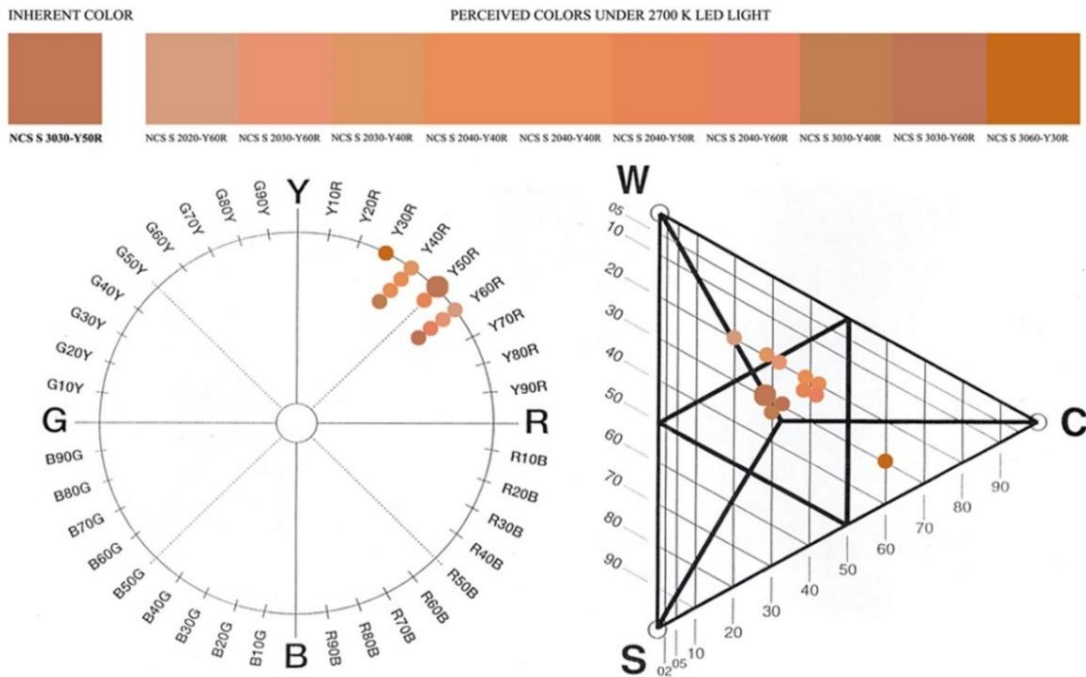 INHERENT COLOR
PERCEIVED COLORS UNDER 2700 K LED LIGHT
NCS S 3030-Y50R
NCS S 2020-Y60R
NCS S 2030-Y60R
NCS S 2030-Y40R
NCS S 2040-Y40R
NCS S 2040-Y40R
NCS S 2040-Y50R
NCS S 2040-Y60R
NCS S 3030-Y40R
NCS S 3030-Y60R
NCS S 3060-Y30R
Y
Y10R
Y20R
Y30R
Y40R
Y50R
Y60R
Y70R
Y80R
Y90R
R
R10B
R20B
R30B
R40B
R50B
R60B
R70B
R80B
R90B
B
B10G
B20G
B30G
B40G
B50G
B60G
B70G
B80G
B90G
G
G10Y
G20Y
G30Y
G40Y
G50Y
G60Y
G70Y
G80Y
G90Y
W
05
10
20
30
40
50
60
70
80
90
S
02
05
10
20
30
40
50
60
70
80
90
C